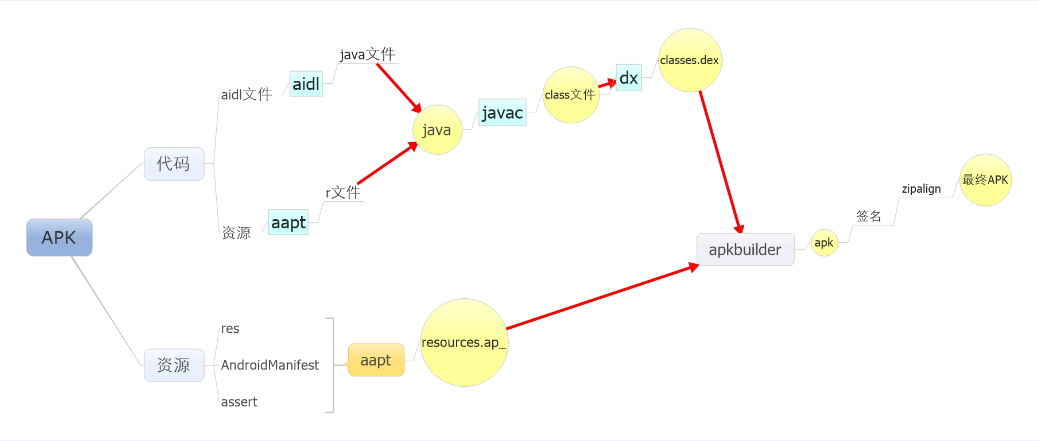 APK
代码
aidl文件
aidl
java文件
资源
aapt
r文件
java
javac
class文件
dx
classes.dex
资源
res
AndroidManifest
assert
aapt
resources.ap_
apkbuilder
apk
签名
zipalign
最终APK